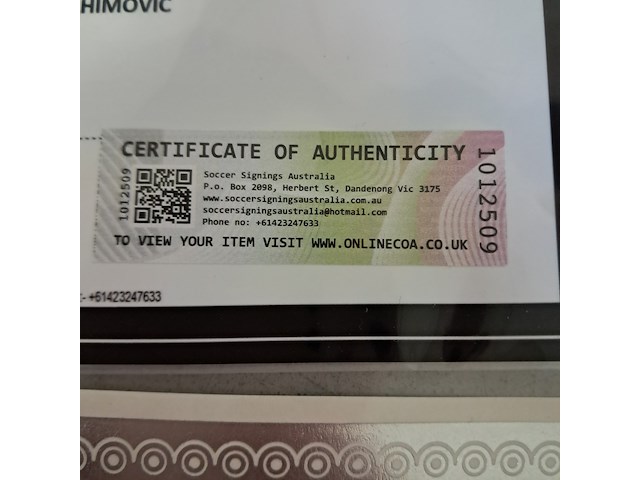 HIMOVIC
CERTIFICATE OF AUTHENTICITY
1012509
Soccer Signings Australia
P.o. Box 2098, Herbert St, Dandenong Vic 3175
www.soccersigningsaustralia.com.au
soccersigningsaustralia@hotmail.com
Phone no: +61423247633
1012509
TO VIEW YOUR ITEM VISIT WWW.ONLINECOA.CO.UK
:- +61423247633